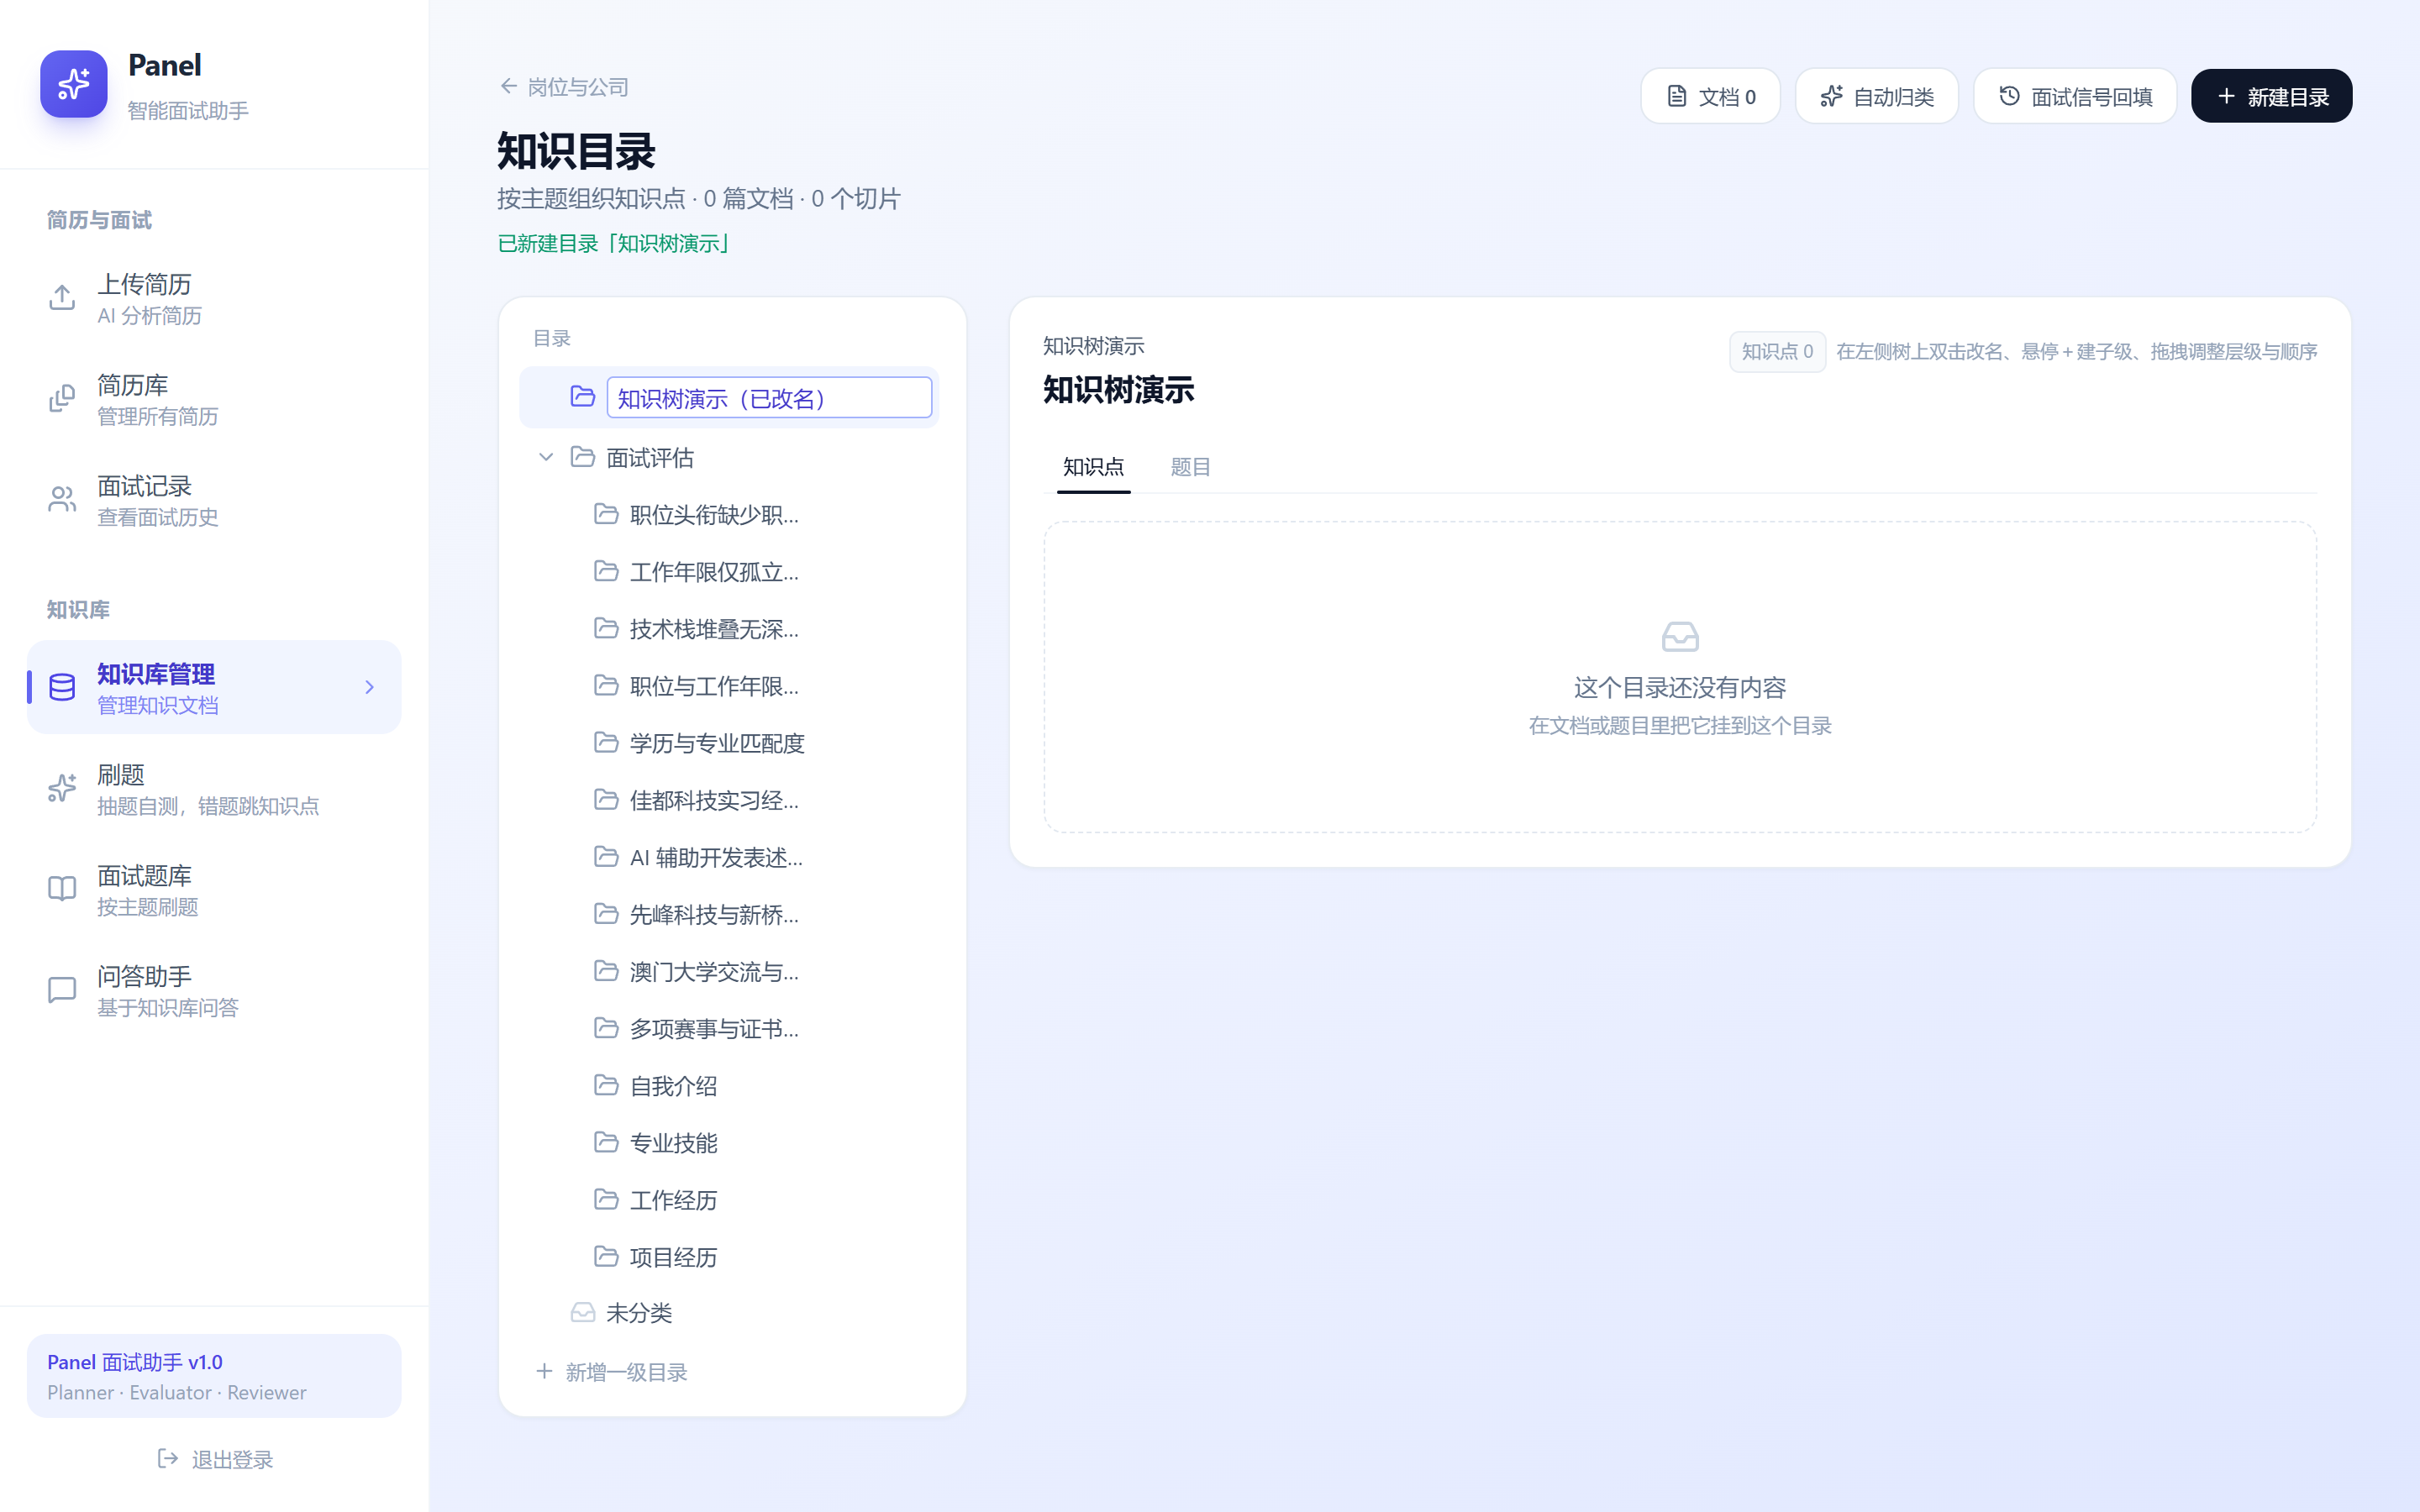 Panel
智能面试助手
简历与面试
上传简历
AI 分析简历
简历库
管理所有简历
面试记录
查看面试历史
知识库
知识库管理
管理知识文档
刷题
抽题自测，错题跳知识点
面试题库
按主题刷题
问答助手
基于知识库问答
Panel 面试助手 v1.0
Planner · Evaluator · Reviewer
退出登录
岗位与公司
知识目录
按主题组织知识点 · 0 篇文档 · 0 个切片
已新建目录「知识树演示」
文档 0
自动归类
面试信号回填
新建目录
目录
知识树演示（已改名）
面试评估
职位头衔缺少职...
工作年限仅孤立...
技术栈堆叠无深...
职位与工作年限...
学历与专业匹配度
佳都科技实习经...
AI 辅助开发表述...
先峰科技与新桥...
澳门大学交流与...
多项赛事与证书...
自我介绍
专业技能
工作经历
项目经历
未分类
新增一级目录
知识树演示
知识树演示
知识点 0
在左侧树上双击改名、悬停 + 建子级、拖拽调整层级与顺序
知识点
题目
这个目录还没有内容
在文档或题目里把它挂到这个目录